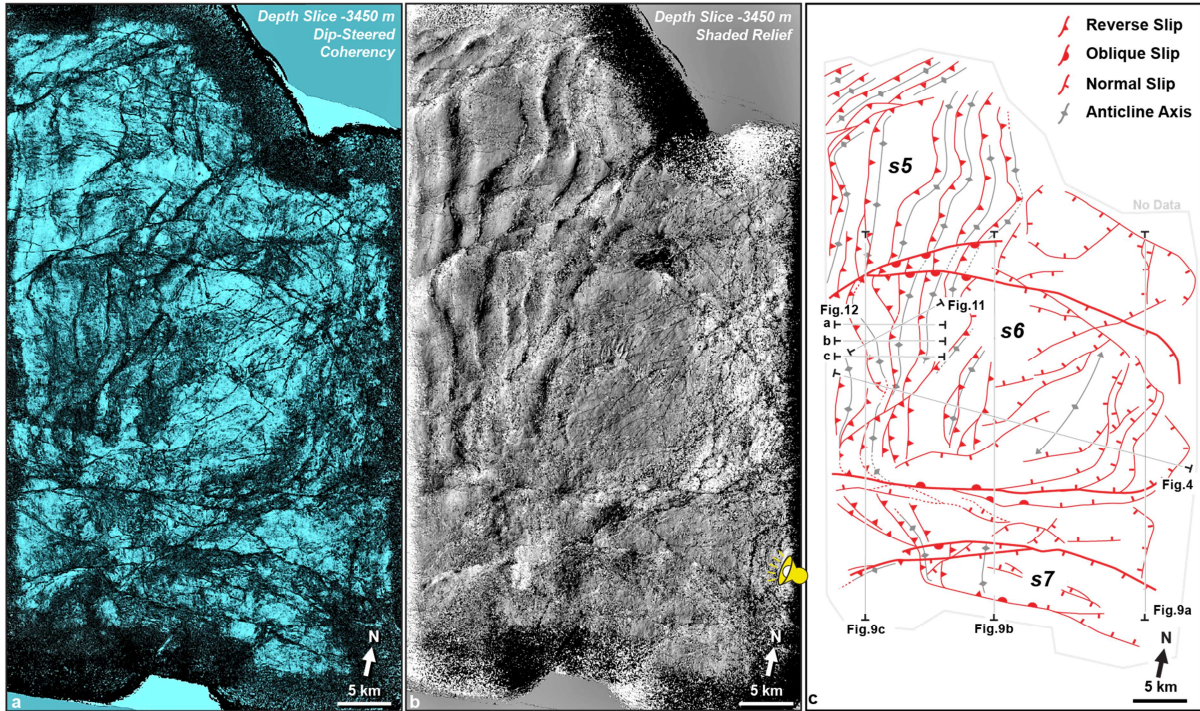 Depth Slice -3450 m
Dip-Steered
Coherency
a
Depth Slice -3450 m
Shaded Relief
N
5 km
b
N
5 km
Reverse Slip
Oblique Slip
Normal Slip
Anticline Axis
s5
No Data
Fig.12
Fig.11
a
b
c
s6
Fig.4
s7
Fig.9c
Fig.9b
Fig.9a
N
5 km
c